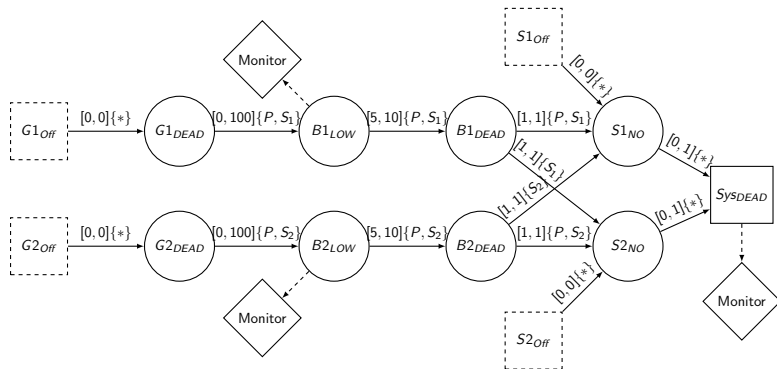 S1Off
Monitor
[0, 0]{*}
G1Off
[0, 0]{*}
G1DEAD
[0, 100]{P, S1}
B1LOW
[5, 10]{P, S1}
B1DEAD
[1, 1]{P, S1}
S1NO
[0, 1]{*}
[1, 1]{S1}
[1, 1]{S2}
SysDEAD
G2Off
[0, 0]{*}
G2DEAD
[0, 100]{P, S2}
B2LOW
[5, 10]{P, S2}
B2DEAD
[1, 1]{P, S2}
S2NO
[0, 1]{*}
[0, 0]{*}
Monitor
Monitor
S2Off